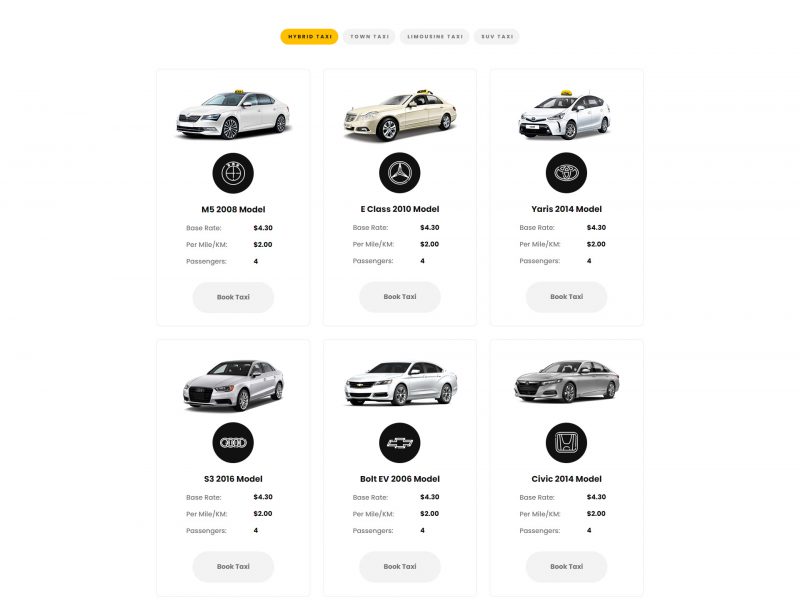 HYBRID TAXI TOWN TAXI LIMOUSINE TAXI SUV TAXI
M5 2008 Model
Base Rate: $4.30
Per Mile/KM: $2.00
Passengers: 4
Book Taxi
E Class 2010 Model
Base Rate: $4.30
Per Mile/KM: $2.00
Passengers: 4
Book Taxi
Yaris 2014 Model
Base Rate: $4.30
Per Mile/KM: $2.00
Passengers: 4
Book Taxi
S3 2016 Model
Base Rate: $4.30
Per Mile/KM: $2.00
Passengers: 4
Book Taxi
Bolt EV 2006 Model
Base Rate: $4.30
Per Mile/KM: $2.00
Passengers: 4
Book Taxi
Civic 2014 Model
Base Rate: $4.30
Per Mile/KM: $2.00
Passengers: 4
Book Taxi